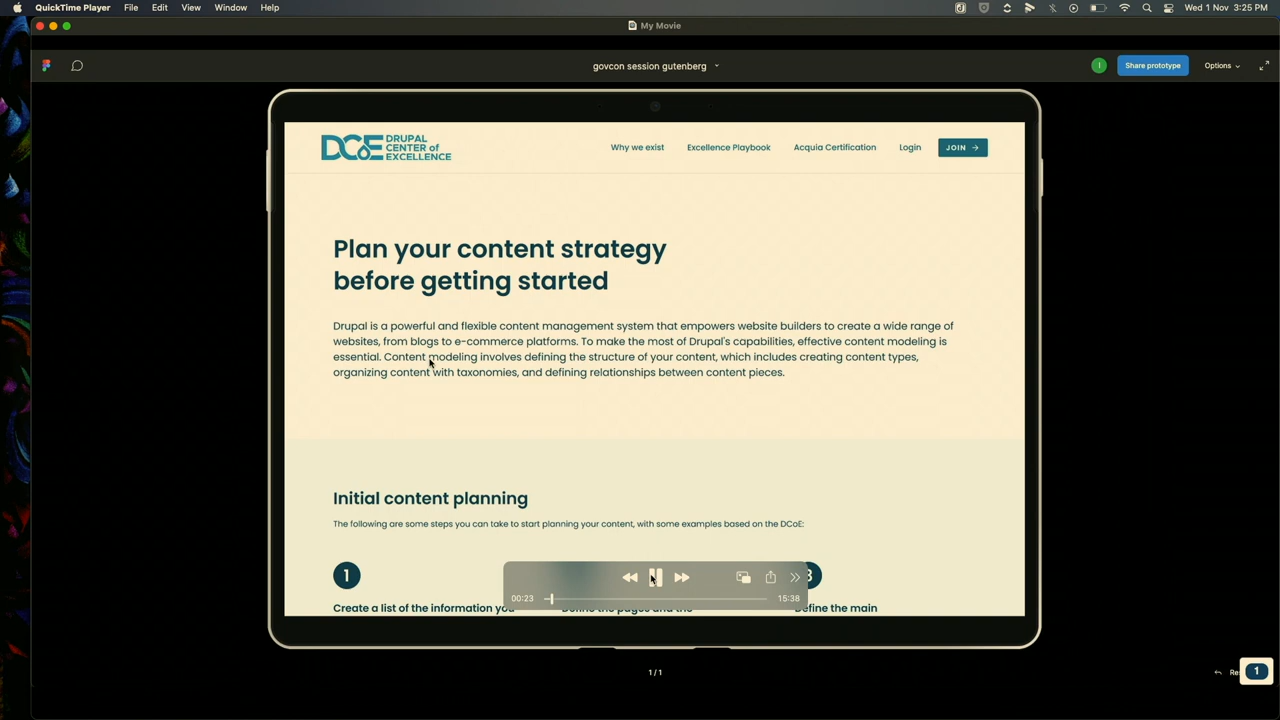 QuickTime Player File Edit View Window Help
Wed 1 Nov 3:25 PM
My Movie
govcon session gutenberg
I
Share prototype
Options
DCE DRUPAL
CENTER of
EXCELLENCE
Why we exist
Excellence Playbook
Acquia Certification
Login
JOIN →
Plan your content strategy
before getting started
Drupal is a powerful and flexible content management system that empowers website builders to create a wide range of
websites, from blogs to e-commerce platforms. To make the most of Drupal's capabilities, effective content modeling is
essential. Content modeling involves defining the structure of your content, which includes creating content types,
organizing content with taxonomies, and defining relationships between content pieces.
Initial content planning
The following are some steps you can take to start planning your content, with some examples based on the DCoE:
1
3
00:23
15:38
Create a list of the information you
Define the pages and the
Define the main
1 / 1
1